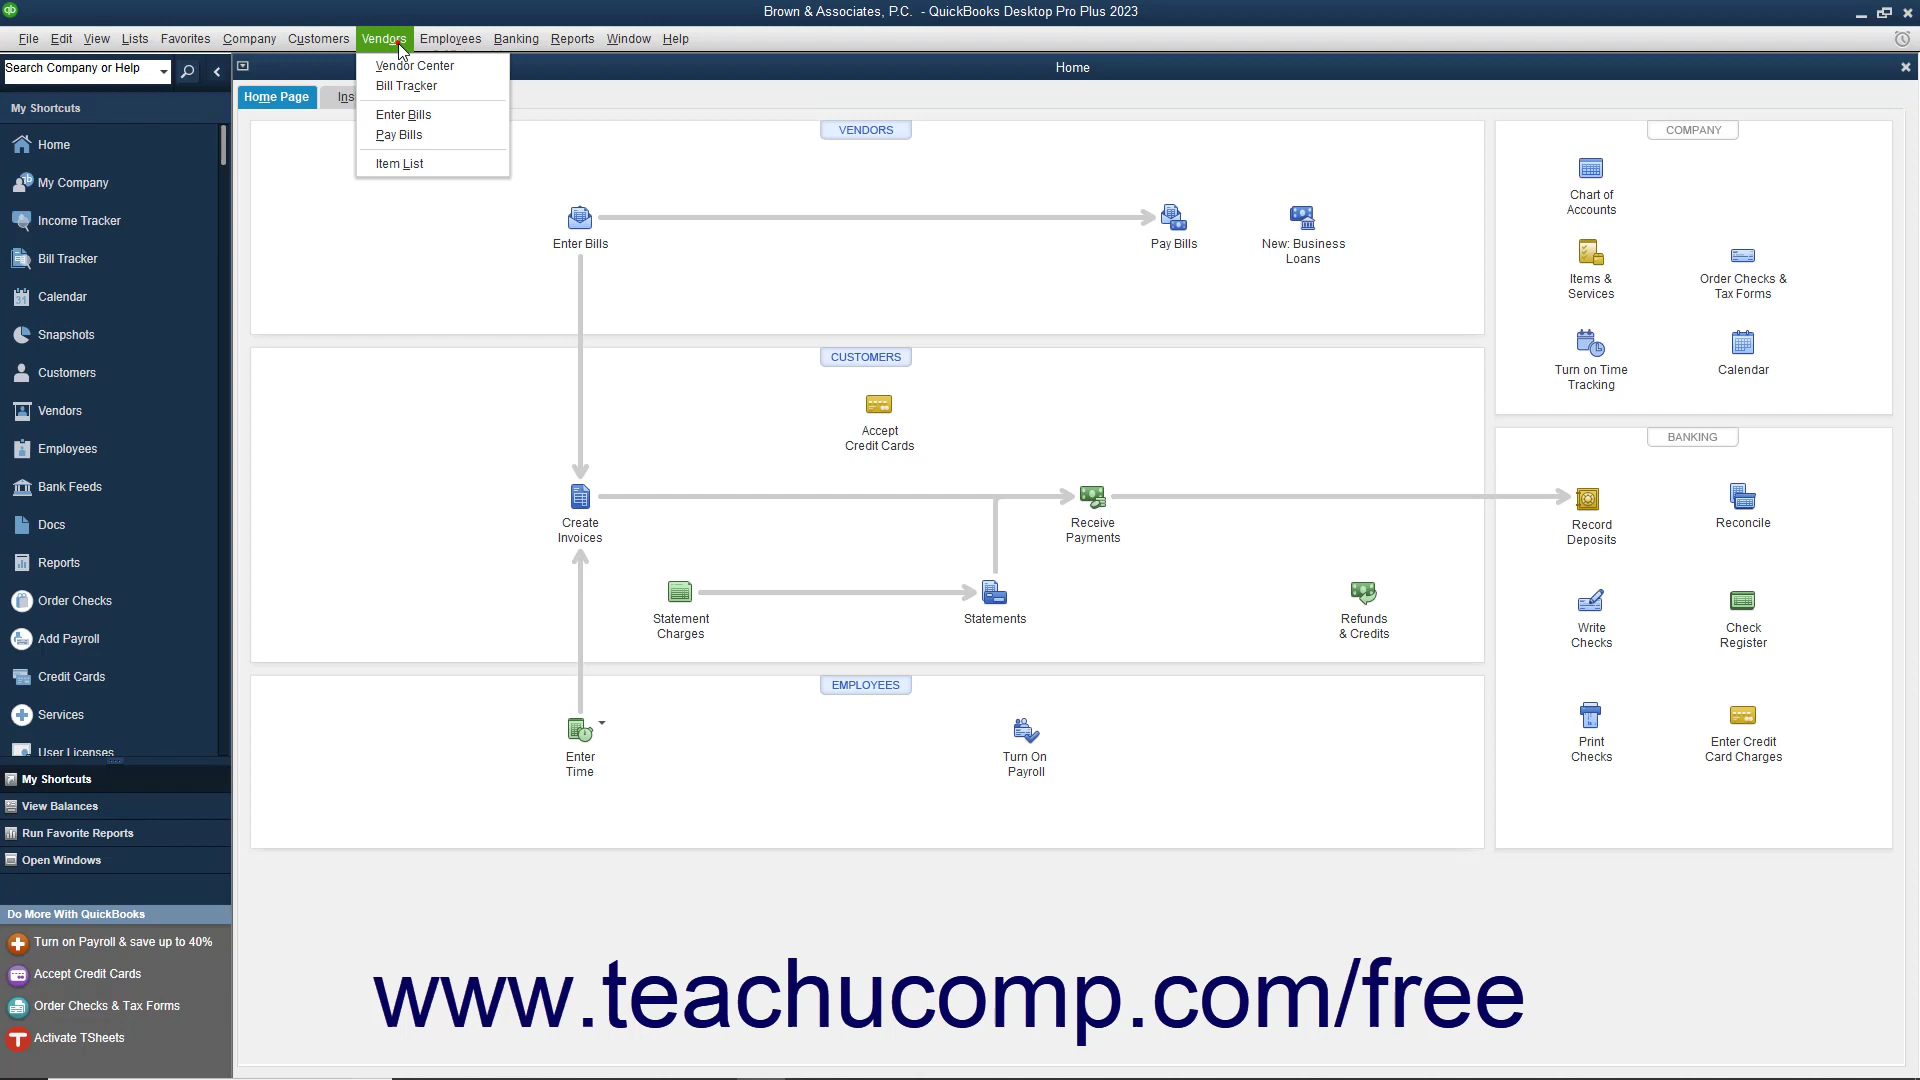 Brown & Associates, P.C. - QuickBooks Desktop Pro Plus 2023
File Edit View Lists Favorites Company Customers Vendors Employees Banking Reports Window Help
Search Company or Help
Home
Home Page
Ins
Vendor Center
Bill Tracker
Enter Bills
Pay Bills
Item List
My Shortcuts
Home
My Company
Income Tracker
Bill Tracker
Calendar
Snapshots
Customers
Vendors
Employees
Bank Feeds
Docs
Reports
Order Checks
Add Payroll
Credit Cards
Services
User Licenses
My Shortcuts
View Balances
Run Favorite Reports
Open Windows
Do More With QuickBooks
Turn on Payroll & save up to 40%
Accept Credit Cards
Order Checks & Tax Forms
Activate TSheets
VENDORS
Enter Bills
Pay Bills
New: Business
Loans
CUSTOMERS
Accept
Credit Cards
Create
Invoices
Receive
Payments
Statement
Charges
Statements
Refunds
& Credits
EMPLOYEES
Enter
Time
Turn On
Payroll
COMPANY
Chart of
Accounts
Items &
Services
Order Checks &
Tax Forms
Turn on Time
Tracking
Calendar
BANKING
Record
Deposits
Reconcile
Write
Checks
Check
Register
Print
Checks
Enter Credit
Card Charges
www.teachucomp.com/free